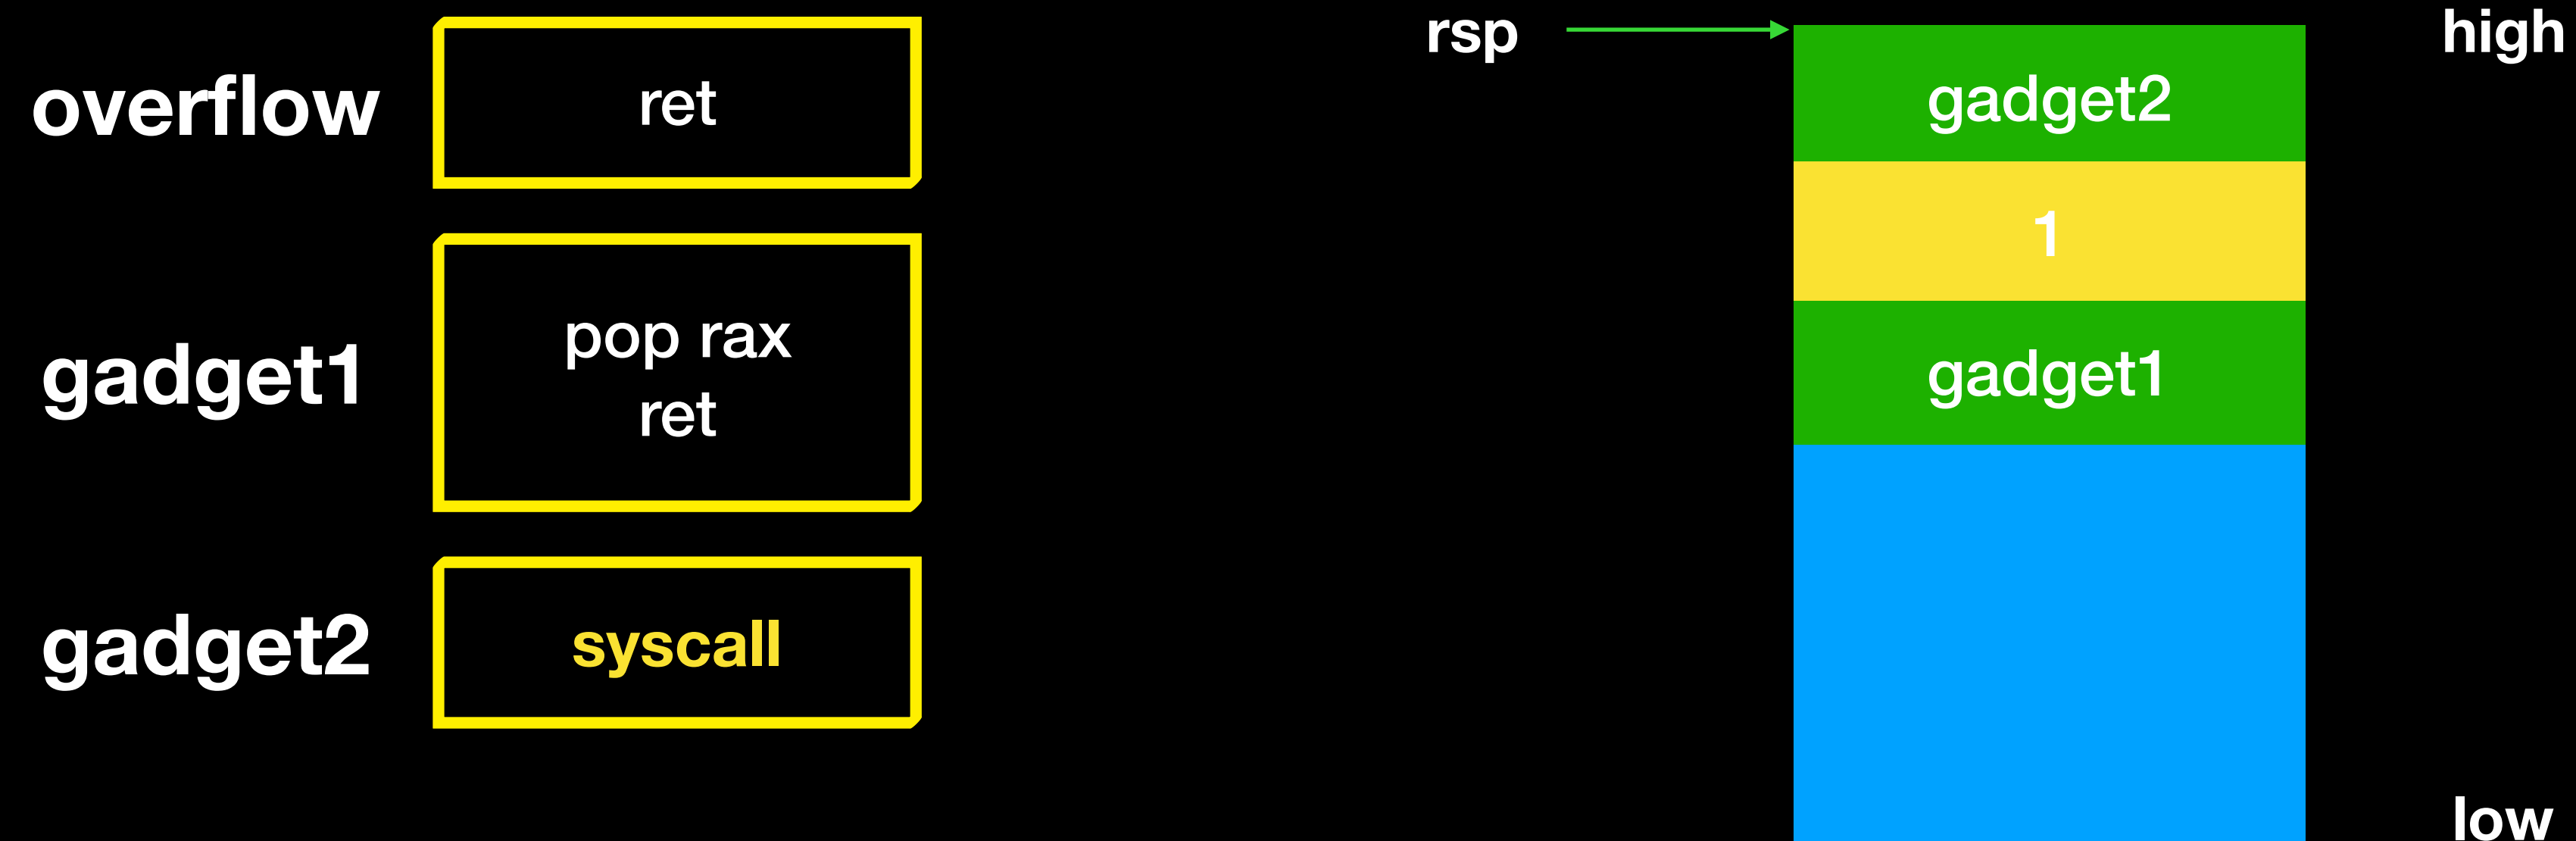 overflow
ret
gadget1
pop rax
ret
gadget2
syscall
rsp
gadget2
1
gadget1
high
low